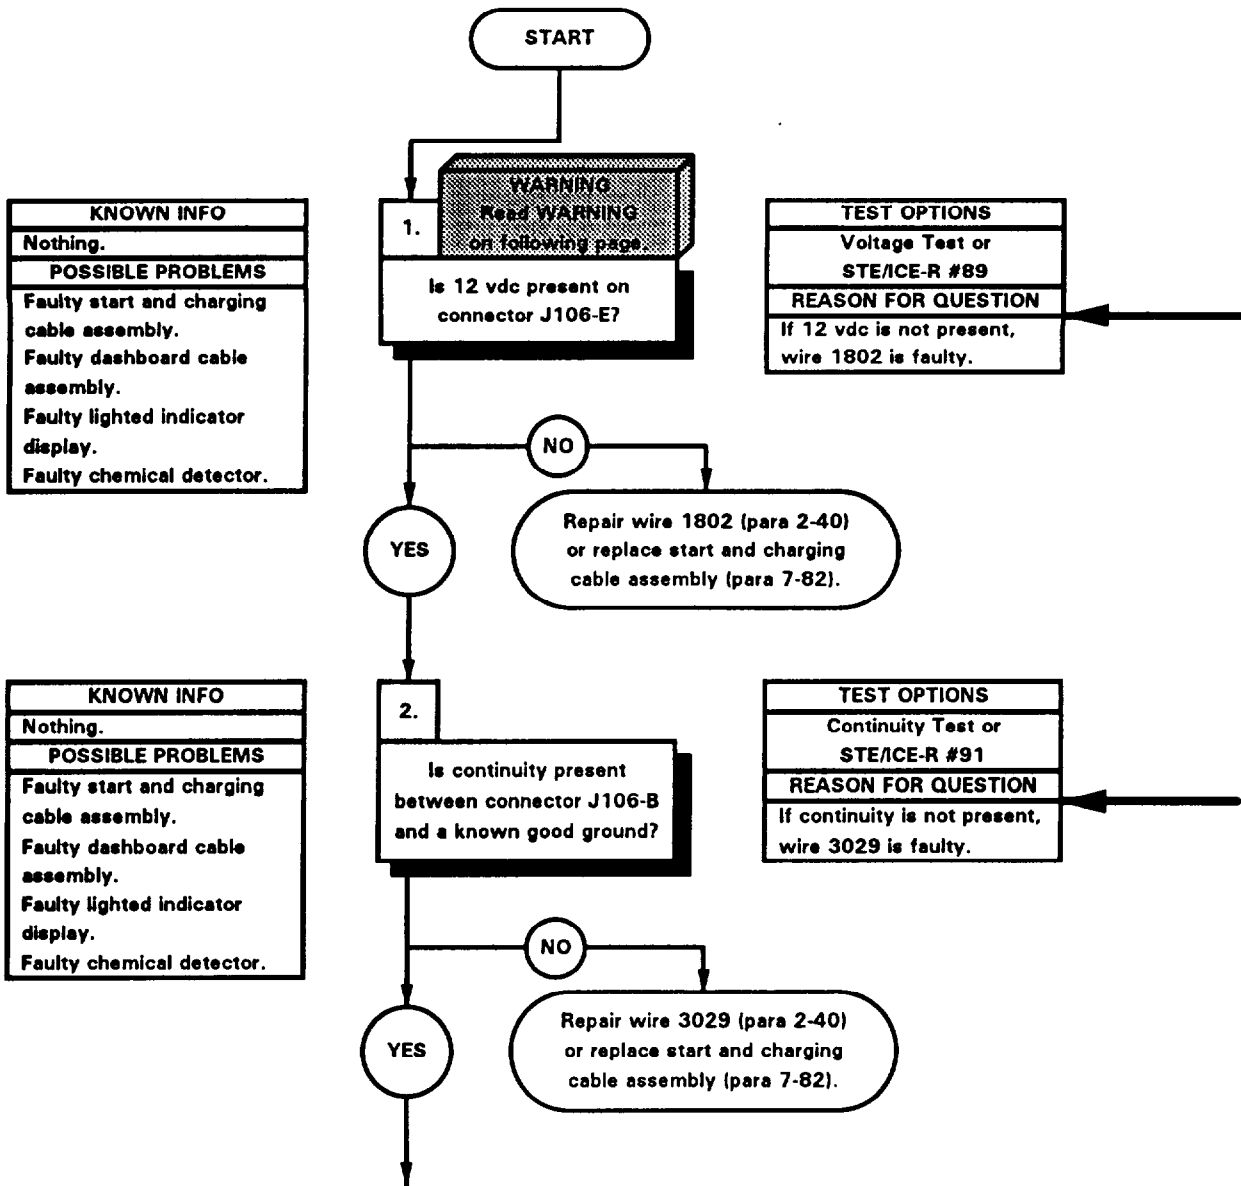 START
KNOWN INFO
Nothing.
POSSIBLE PROBLEMS
Faulty start and charging
cable assembly.
Faulty dashboard cable
assembly.
Faulty lighted indicator
display.
Faulty chemical detector.
1.
WARNING
Read WARNING
on following page.
Is 12 vdc present on
connector J106-E?
TEST OPTIONS
Voltage Test or
STE/ICE-R #89
REASON FOR QUESTION
If 12 vdc is not present,
wire 1802 is faulty.
NO
YES
Repair wire 1802 (para 2-40)
or replace start and charging
cable assembly (para 7-82).
KNOWN INFO
Nothing.
POSSIBLE PROBLEMS
Faulty start and charging
cable assembly.
Faulty dashboard cable
assembly.
Faulty lighted indicator
display.
Faulty chemical detector.
2.
Is continuity present
between connector J106-B
and a known good ground?
TEST OPTIONS
Continuity Test or
STE/ICE-R #91
REASON FOR QUESTION
If continuity is not present,
wire 3029 is faulty.
NO
YES
Repair wire 3029 (para 2-40)
or replace start and charging
cable assembly (para 7-82).